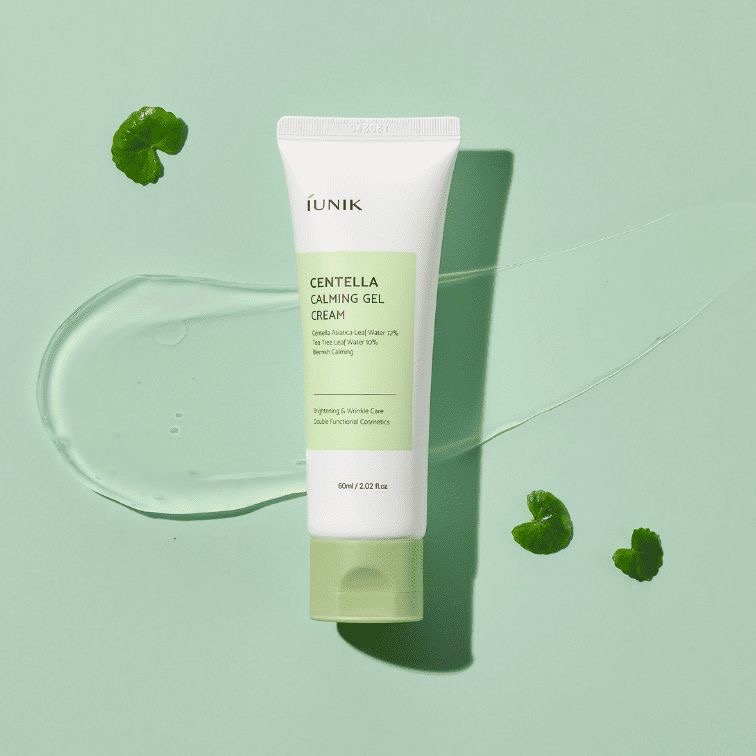 íUNIK
CENTELLA
CALMING GEL
CREAM
Centella Asiatica Leaf Water 72%
Tea Tree Leaf Water 10%
Blemish Calming
Brightening & Wrinkle Care
Double Functional Cosmetics
60ml / 2.02 fl.oz